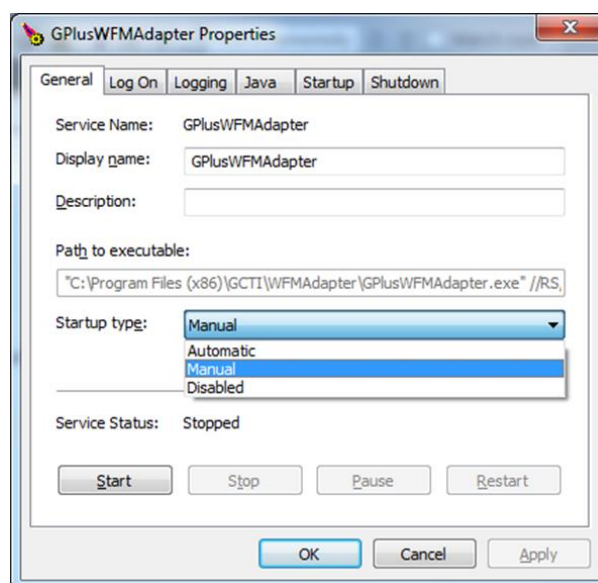 GPlusWFMAdapter Properties
General Log On Logging Java Startup Shutdown
Service Name: GPlusWFMAdapter
Display name: GPlusWFMAdapter
Description:
Path to executable:
"C:\Program Files (x86)\GCTI\WFMAdapter\GPlusWFMAdapter.exe" //RS,
Startup type: Manual
Automatic
Manual
Disabled
Service Status: Stopped
Start Stop Pause Restart
OK Cancel Apply